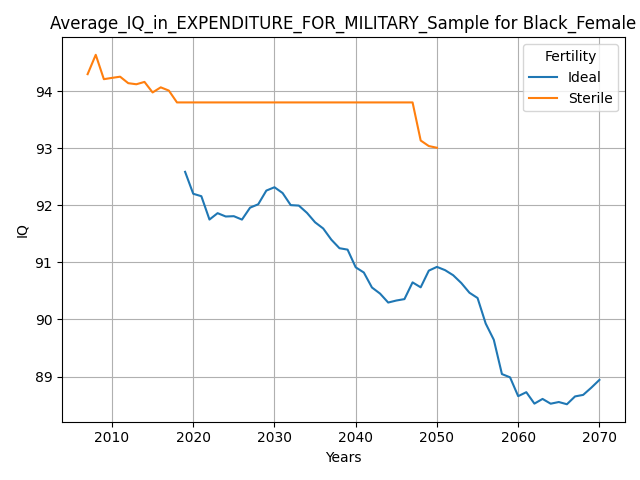 Average_IQ_in_EXPENDITURE_FOR_MILITARY_Sample for Black_Female
Fertility
Ideal
Sterile
94
93
92
91
90
89
IQ
2010 2020 2030 2040 2050 2060 2070
Years